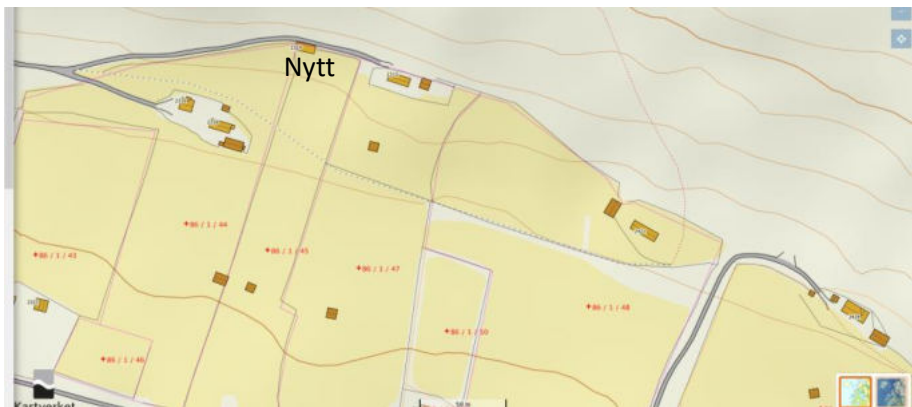 Nytt
86 / 1 / 44
86 / 1 / 43
86 / 1 / 45
86 / 1 / 47
86 / 1 / 48
86 / 1 / 50
86 / 1 / 46
Kartverket
50 m